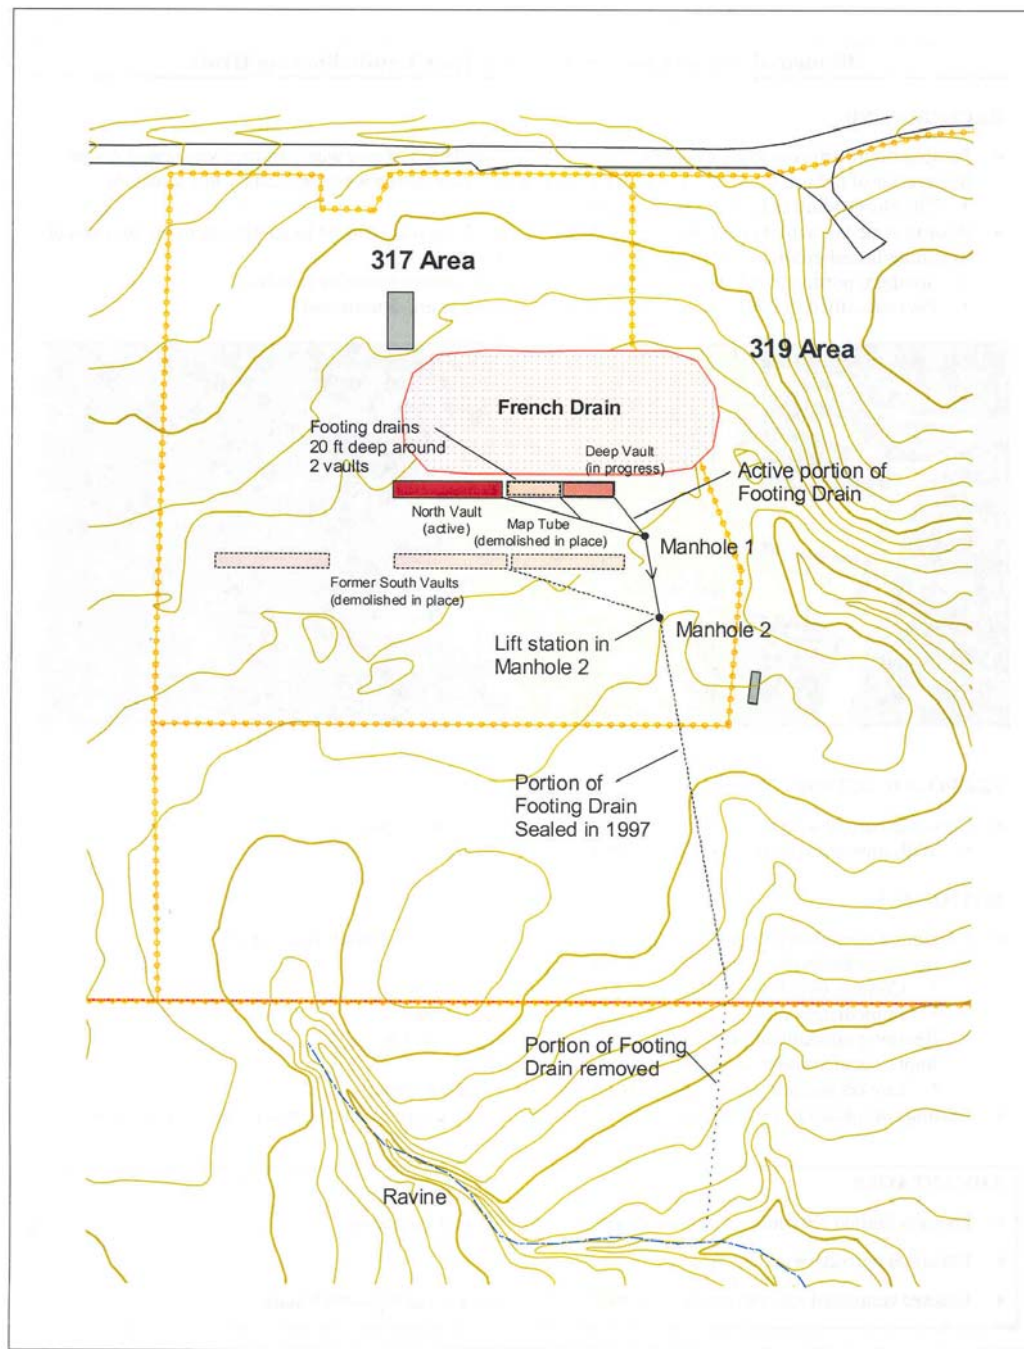 317 Area
319 Area
French Drain
Footing drains
20 ft deep around
2 vaults
Deep Vault
(in progress)
Active portion of
Footing Drain
North Vault
(active)
Map Tube
(demolished in place)
Manhole 1
Former South Vaults
(demolished in place)
Manhole 2
Lift station in
Manhole 2
Portion of
Footing Drain
Sealed in 1997
Portion of Footing
Drain removed
Ravine